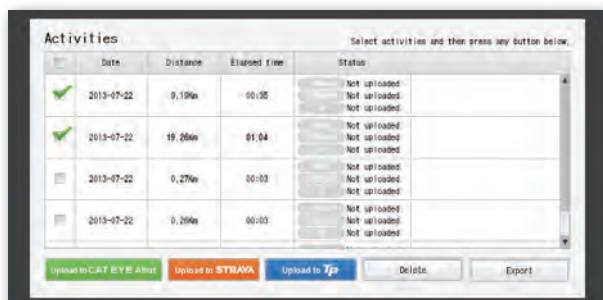 Activities
Select activities and then press any button below.
Date Distance Elapsed time Status
2013-07-22 9.19Km 00:35 Not uploaded
Not uploaded
Not uploaded
2013-07-22 19.26Km 01:04 Not uploaded
Not uploaded
Not uploaded
2013-07-22 0.27Km 00:03 Not uploaded
Not uploaded
Not uploaded
2013-07-22 0.26Km 00:03 Not uploaded
Not uploaded
Not uploaded
Upload to CAT EYE Atlas Upload to STRAVA Upload to Tp Delete Export